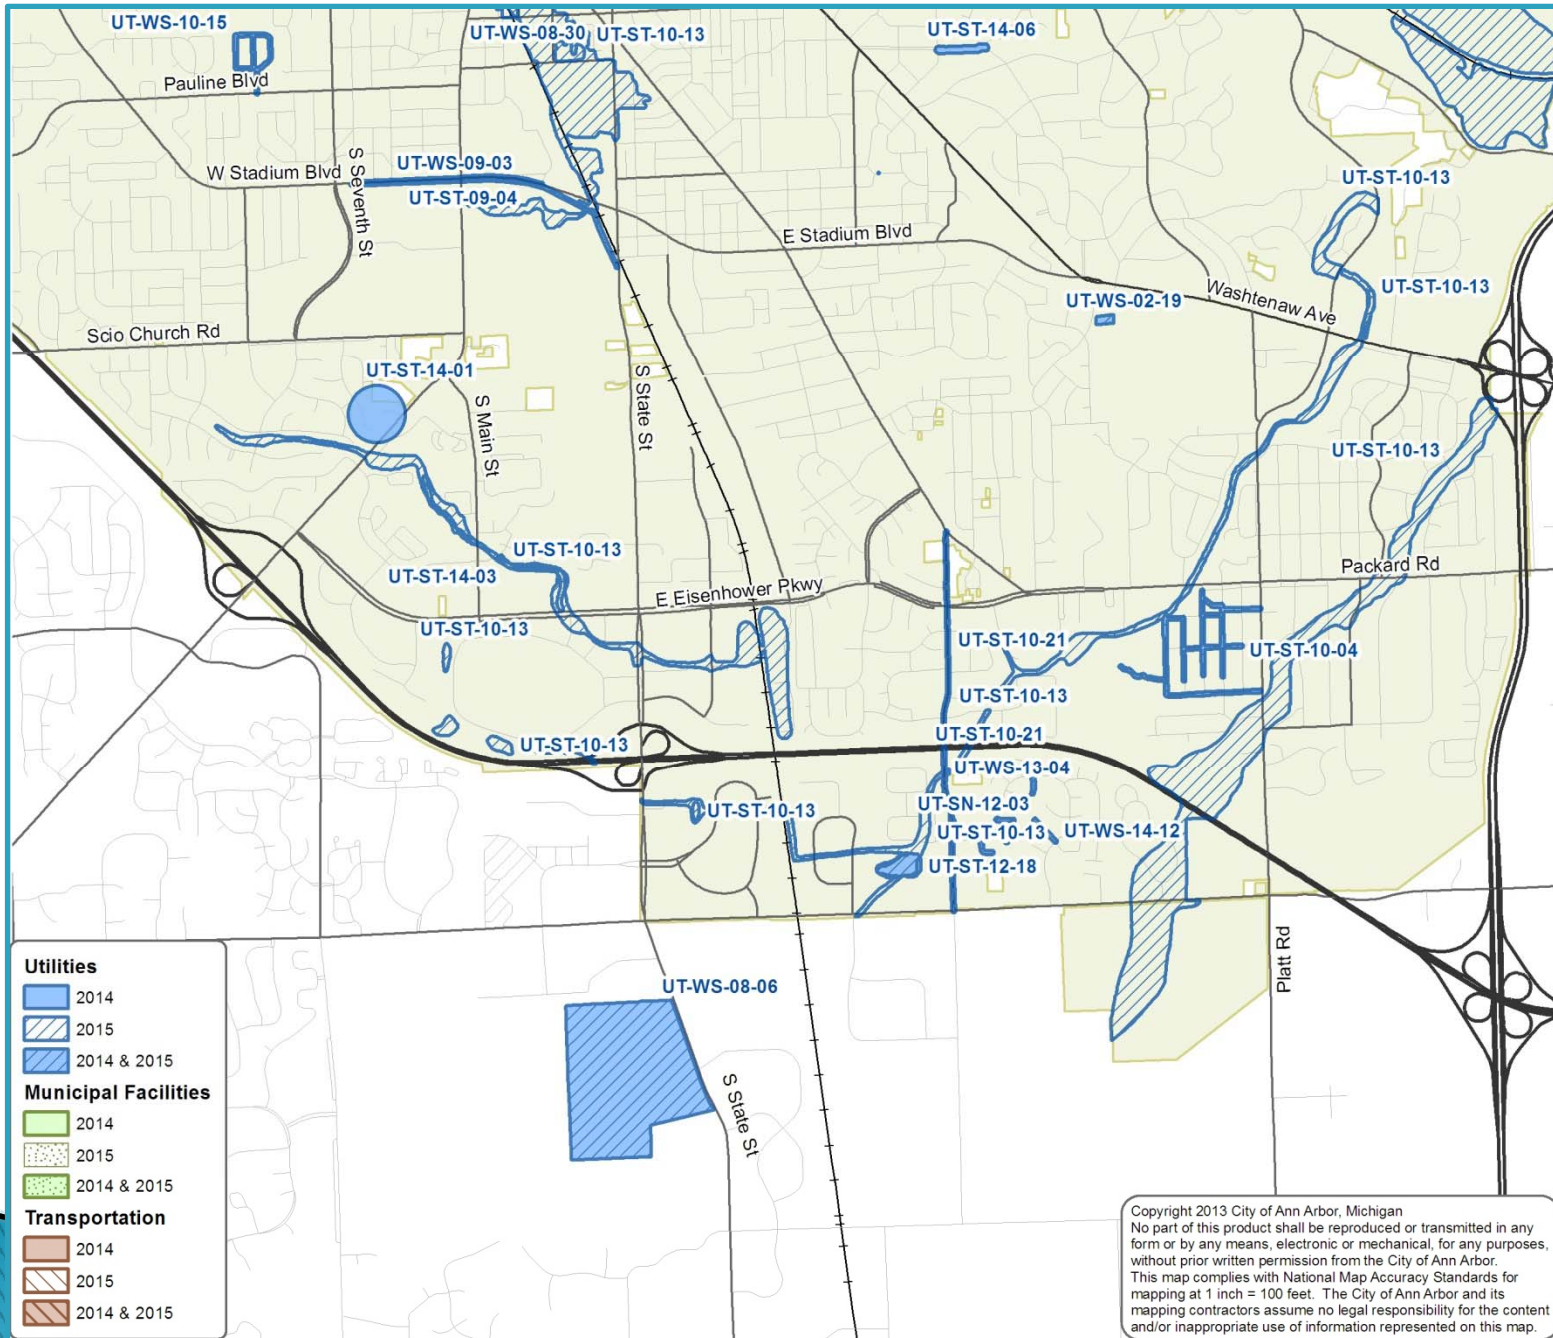 UT-WS-10-15
UT-WS-08-30
UT-ST-10-13
UT-ST-14-06
Pauline Blvd
W Stadium Blvd
S Seventh St
UT-WS-09-03
UT-ST-09-04
E Stadium Blvd
UT-ST-10-13
UT-ST-10-13
UT-WS-02-19
Washtenaw Ave
Scio Church Rd
UT-ST-14-01
S Main St
S State St
UT-ST-10-13
UT-ST-10-13
UT-ST-14-03
E Eisenhower Pkwy
Packard Rd
UT-ST-10-13
UT-ST-10-21
UT-ST-10-04
UT-ST-10-13
UT-ST-10-21
UT-ST-10-13
UT-WS-13-04
UT-ST-10-13
UT-SN-12-03
UT-ST-10-13
UT-WS-14-12
UT-ST-12-18
Platt Rd
UT-WS-08-06
S State St
Utilities
2014
2015
2014 & 2015
Municipal Facilities
2014
2015
2014 & 2015
Transportation
2014
2015
2014 & 2015
Copyright 2013 City of Ann Arbor, Michigan
No part of this product shall be reproduced or transmitted in any
form or by any means, electronic or mechanical, for any purposes,
without prior written permission from the City of Ann Arbor.
This map complies with National Map Accuracy Standards for
mapping at 1 inch = 100 feet. The City of Ann Arbor and its
mapping contractors assume no legal responsibility for the content
and/or inappropriate use of information represented on this map.